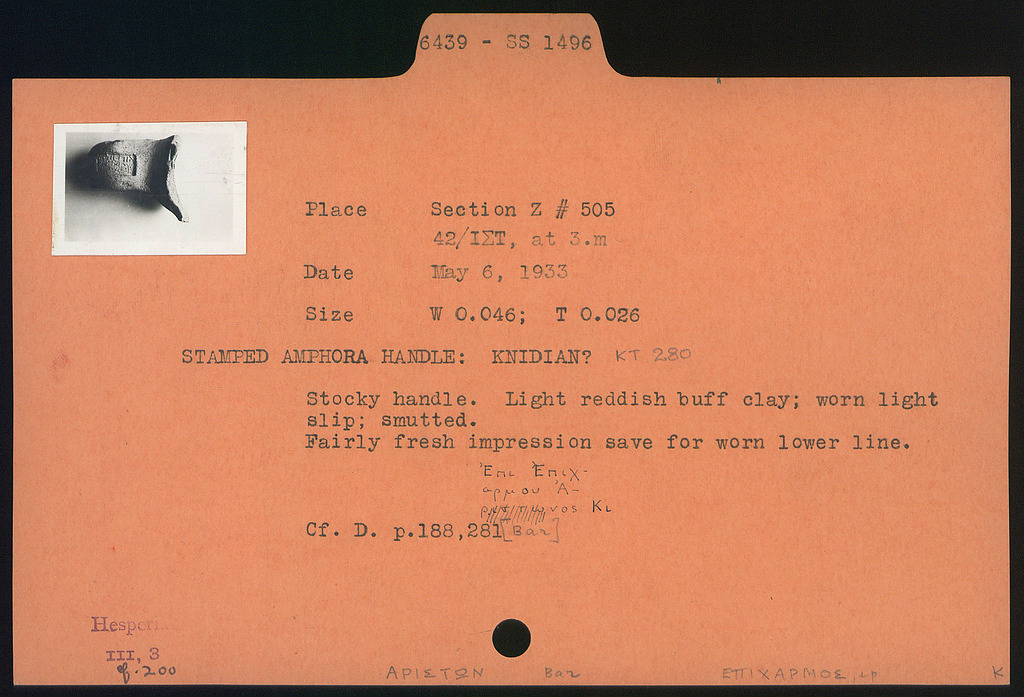 6439 - SS 1496
Place Section Z # 505
42/ΙΣΤ, at 3.m
Date May 6, 1933
Size W 0.046; T 0.026
STAMPED AMPHORA HANDLE: KNIDIAN? KT 280
Stocky handle. Light reddish buff clay; worn light
slip; smutted.
Fairly fresh impression save for worn lower line.
Ἐπι Ἐπιχ-
αρμου Ἀ-
Κι
Cf. D. p.188,281 [Bar]
III, 3
200
ΑΡΙΣΤΩΝ Bar ΕΠΙΧΑΡΜΟΣ, K